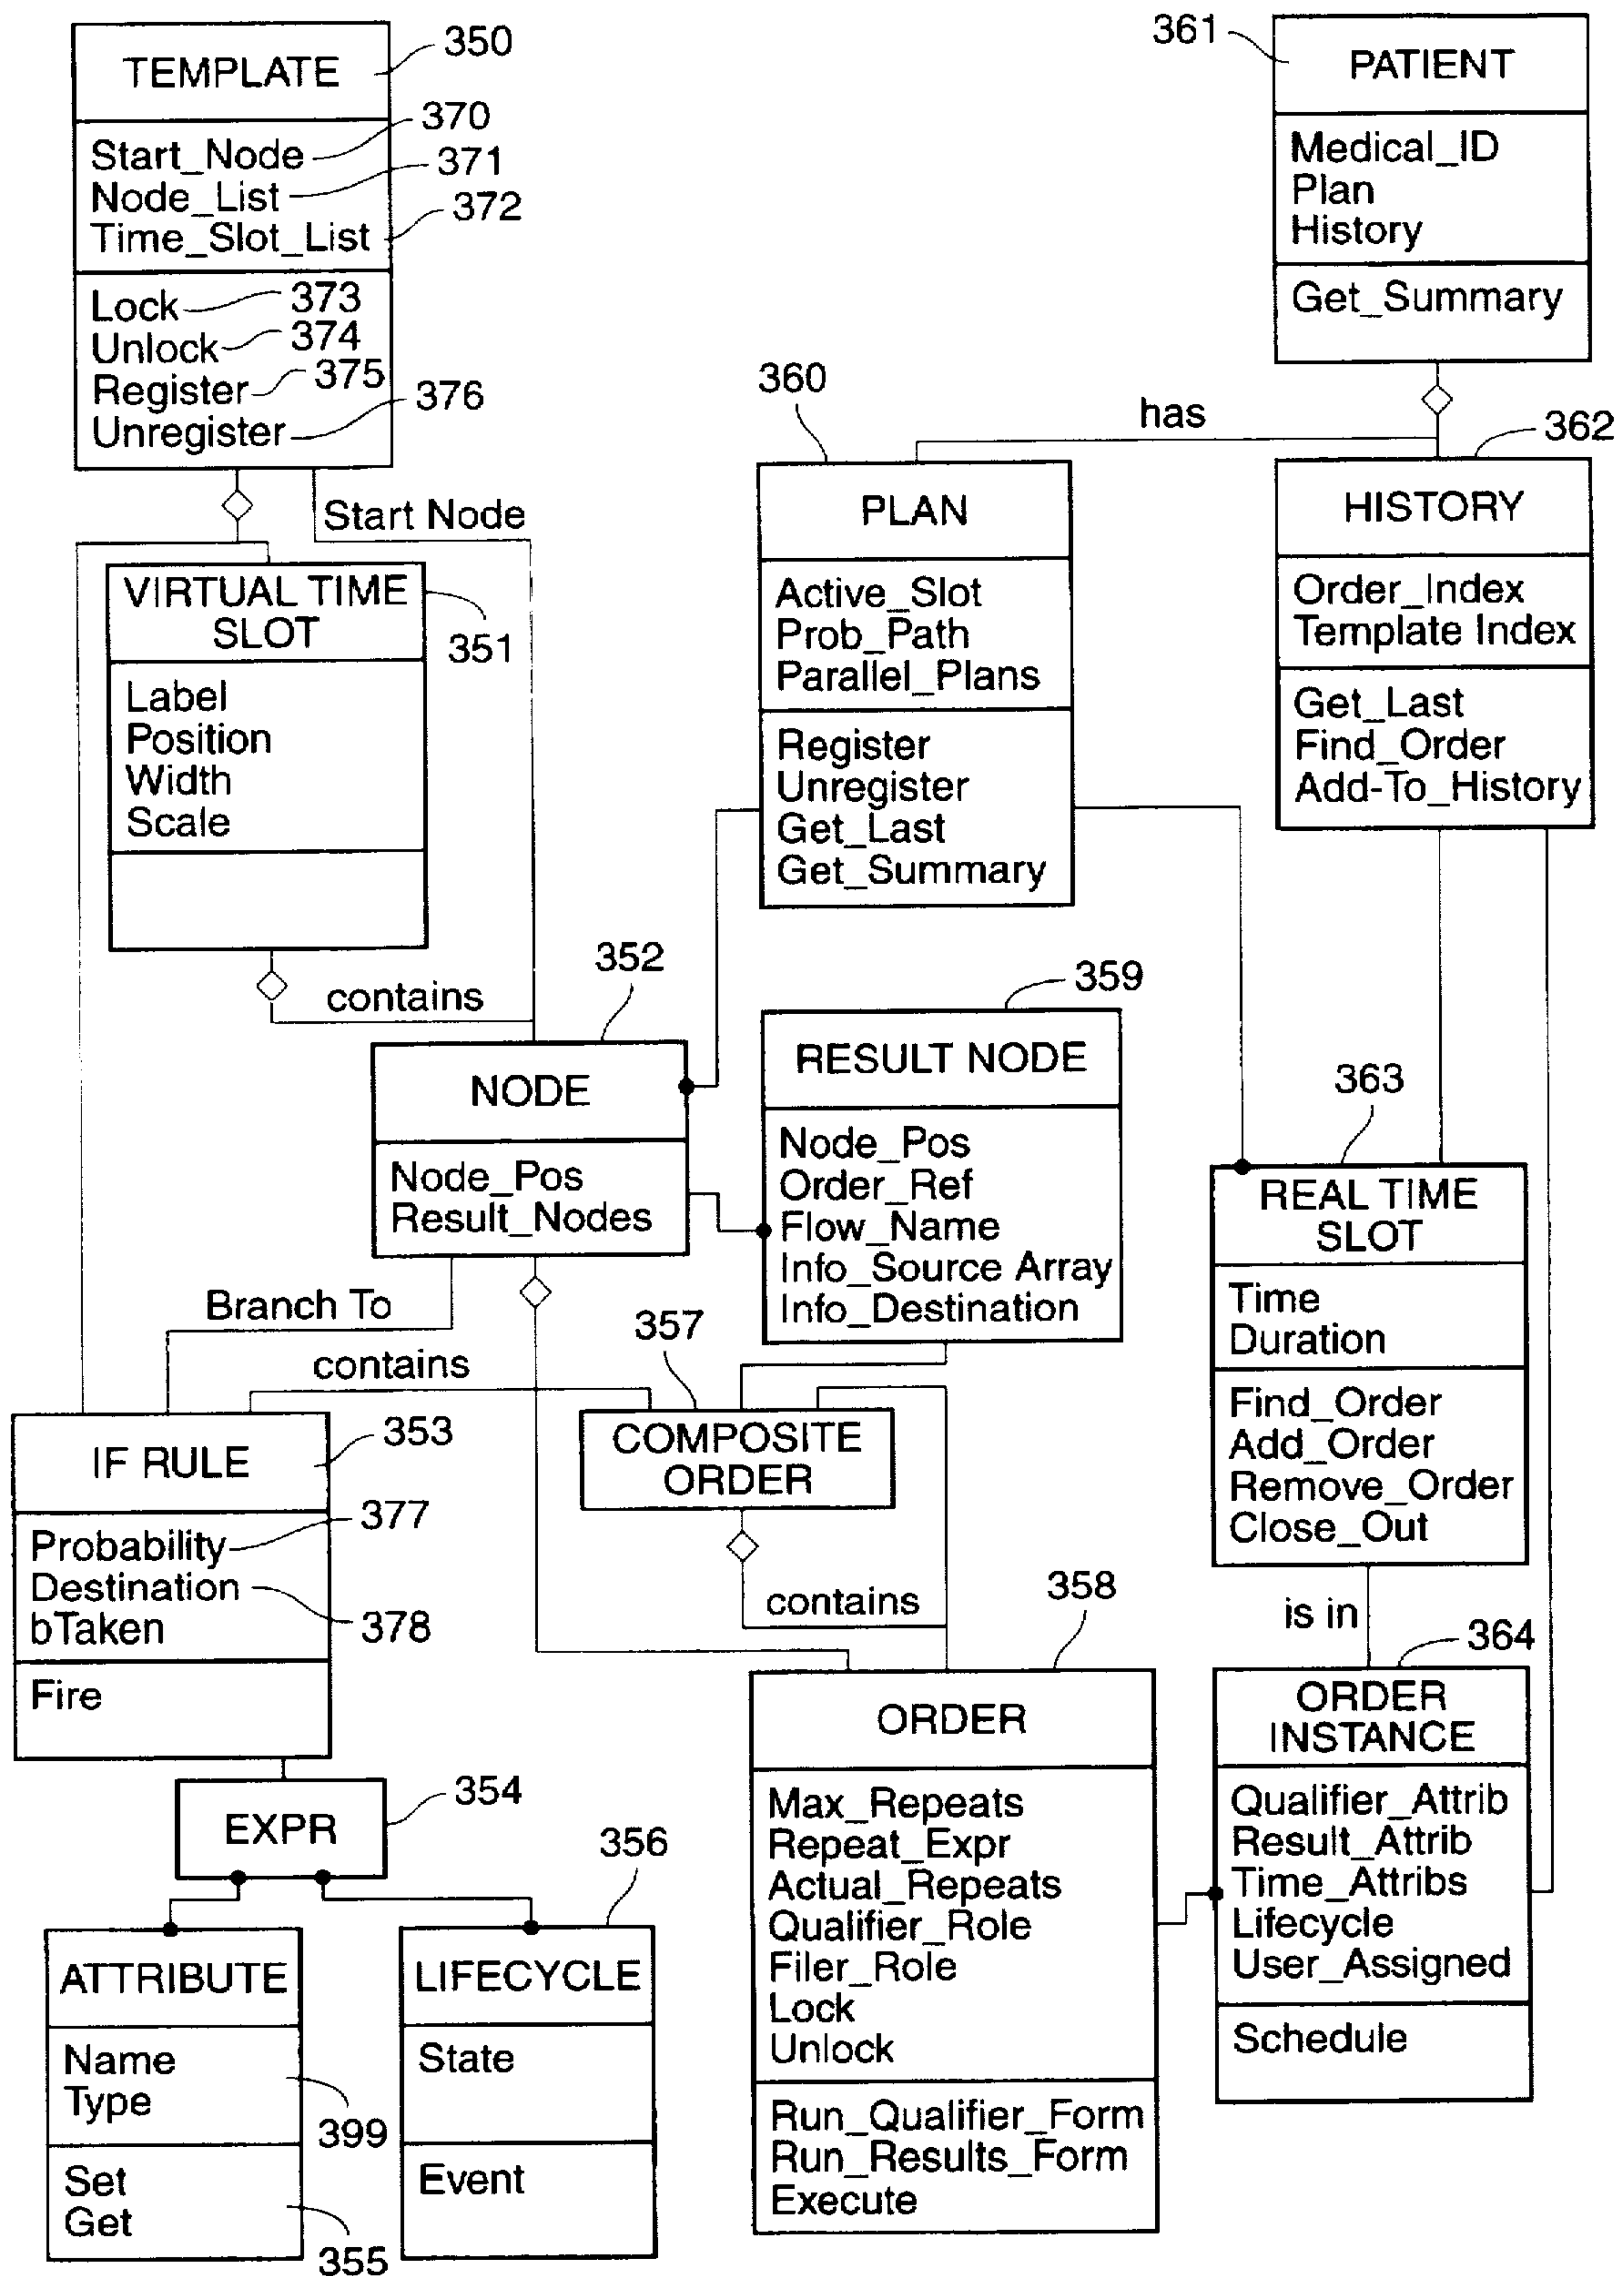 350
TEMPLATE
370
Start_Node
371
Node_List
372
Time_Slot_List
373
Lock
374
Unlock
375
Register
376
Unregister
Start Node
361
PATIENT
Medical_ID
Plan
History
Get_Summary
has
360
PLAN
Active_Slot
Prob_Path
Parallel_Plans
Register
Unregister
Get_Last
Get_Summary
362
HISTORY
Order_Index
Template Index
Get_Last
Find_Order
Add-To_History
VIRTUAL TIME
SLOT
351
Label
Position
Width
Scale
contains
352
NODE
Node_Pos
Result_Nodes
359
RESULT NODE
Node_Pos
Order_Ref
Flow_Name
Info_Source Array
Info_Destination
363
REAL TIME
SLOT
Time
Duration
Find_Order
Add_Order
Remove_Order
Close_Out
is in
Branch To
contains
357
COMPOSITE
ORDER
contains
353
IF RULE
377
Probability
Destination
bTaken
378
Fire
354
EXPR
356
ATTRIBUTE
Name
Type
399
Set
Get
355
LIFECYCLE
State
Event
358
ORDER
Max_Repeats
Repeat_Expr
Actual_Repeats
Qualifier_Role
Filer_Role
Lock
Unlock
Run_Qualifier_Form
Run_Results_Form
Execute
364
ORDER
INSTANCE
Qualifier_Attrib
Result_Attrib
Time_Attribs
Lifecycle
User_Assigned
Schedule